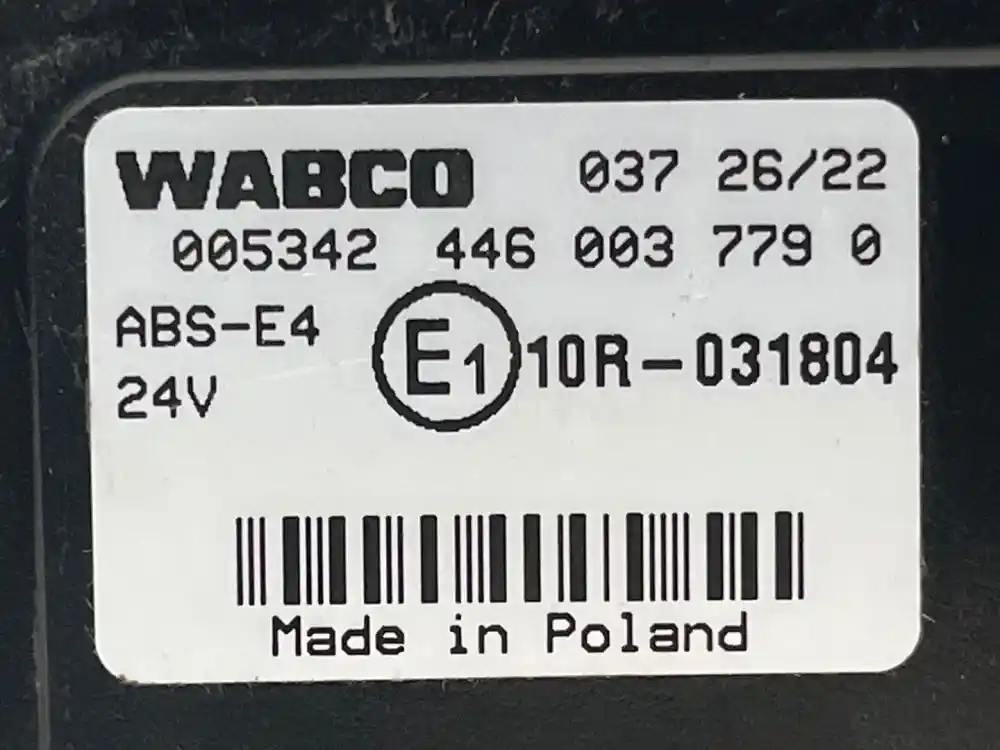 WABCO 037 26/22
005342 446 003 779 0
ABS-E4
24V
E1 10R-031804
Made in Poland